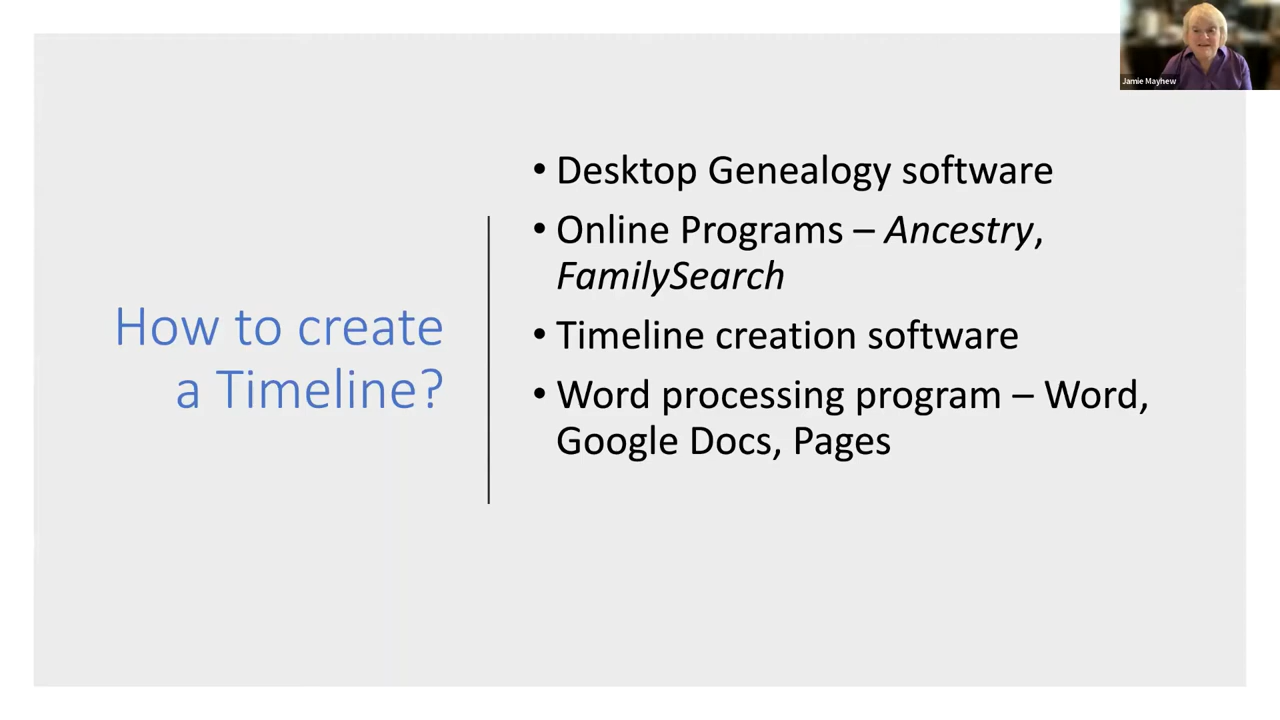 Jamie Mayhew
How to create
a Timeline?
• Desktop Genealogy software
• Online Programs – Ancestry,
FamilySearch
• Timeline creation software
• Word processing program – Word,
Google Docs, Pages